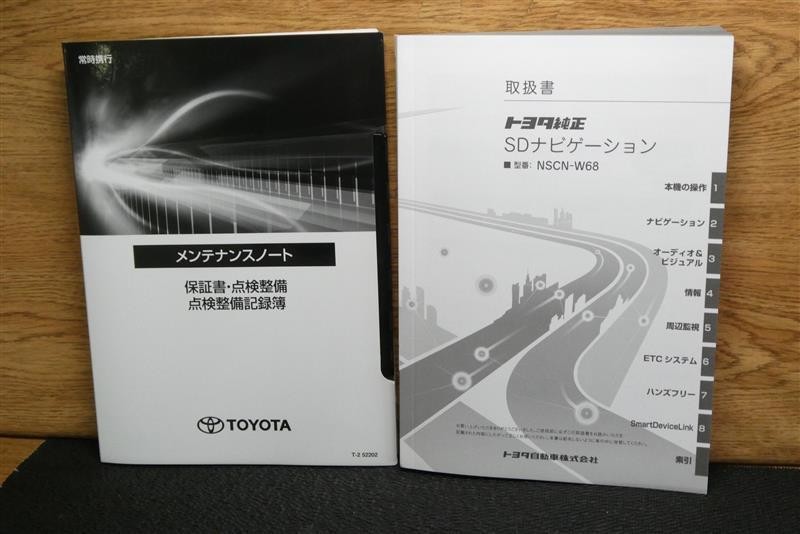 常時携行
メンテナンスノート
保証書・点検整備
点検整備記録簿
TOYOTA
T-2 52202
取扱書
トヨタ純正
SDナビゲーション
■ 型番: NSCN-W68
本機の操作 1
ナビゲーション 2
オーディオ&
ビジュアル 3
情報 4
周辺監視 5
ETC システム 6
ハンズフリー 7
SmartDeviceLink 8
索引
トヨタ自動車株式会社